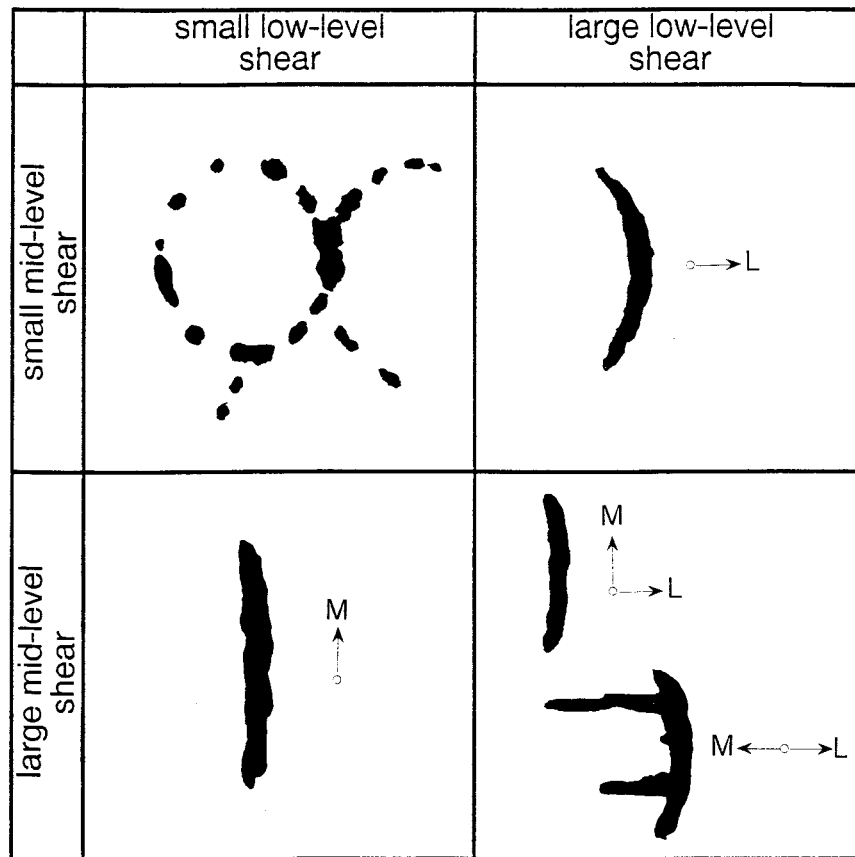 small low-level
shear
large low-level
shear
small mid-level
shear
L
large mid-level
shear
M
M
L
M
L